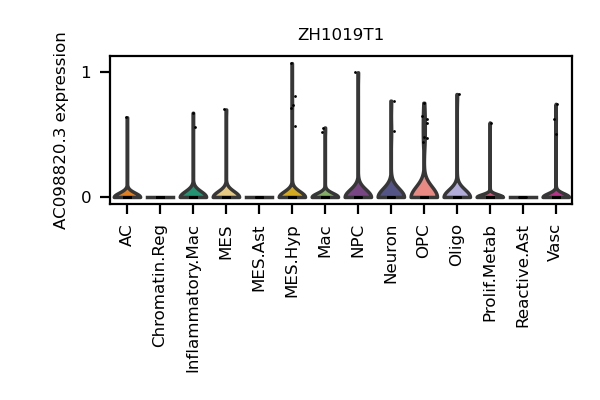 ZH1019T1
AC098820.3 expression
1
0
AC
Chromatin.Reg
Inflammatory.Mac
MES
MES.Ast
MES.Hyp
Mac
NPC
Neuron
OPC
Oligo
Prolif.Metab
Reactive.Ast
Vasc